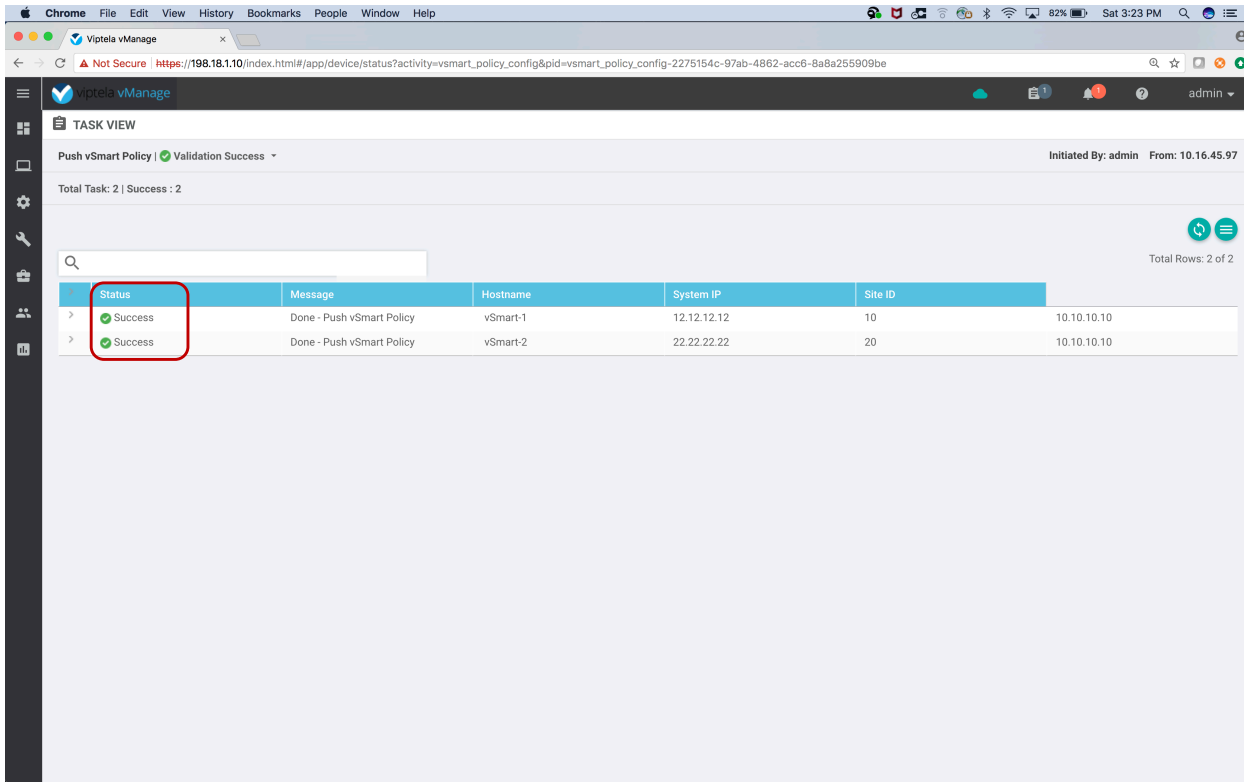 Chrome File Edit View History Bookmarks People Window Help 82% Sat 3:23 PM
Viptela vManage ×
Not Secure https://198.18.1.10/index.html#/app/device/status?activity=vsmart_policy_config&pid=vsmart_policy_config-2275154c-97ab-4862-acc6-8a8a255909be
viptela vManage 1 1 ? admin
TASK VIEW
Push vSmart Policy | Validation Success Initiated By: admin From: 10.16.45.97
Total Task: 2 | Success : 2
Total Rows: 2 of 2
Status Message Hostname System IP Site ID
Success Done - Push vSmart Policy vSmart-1 12.12.12.12 10 10.10.10.10
Success Done - Push vSmart Policy vSmart-2 22.22.22.22 20 10.10.10.10